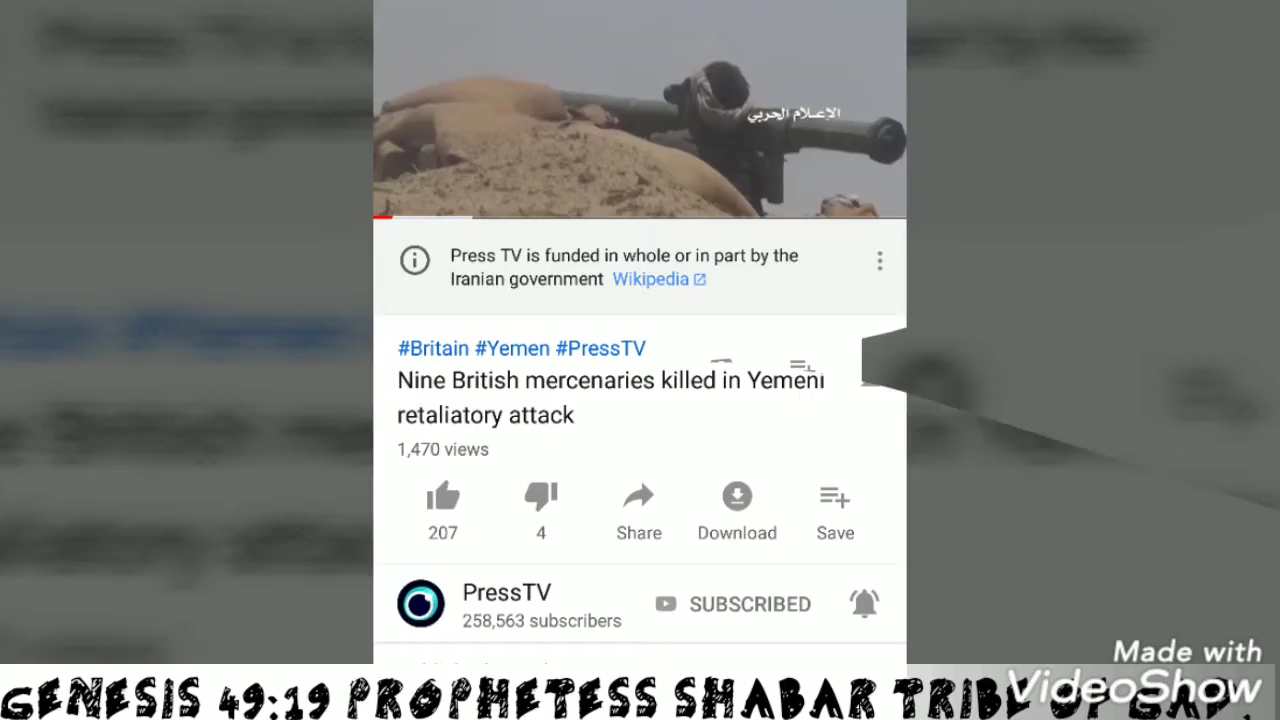 الإعلام الحربي
Press TV is funded in whole or in part by the
Iranian government Wikipedia
#Britain #Yemen #PressTV
Nine British mercenaries killed in Yemeni
retaliatory attack
1,470 views
207
4
Share
Download
Save
PressTV
258,563 subscribers
SUBSCRIBED
Made with
VideoShow
GENESIS 49:19 PROPHETESS SHABAR TRIBE OF GAD.